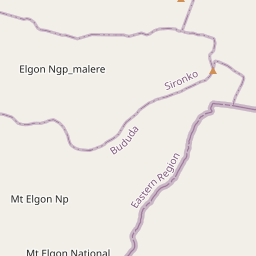 Elgon Ngp_malere
Sironko
Bududa
Eastern Region
Mt Elgon Np
Mt Elgon National